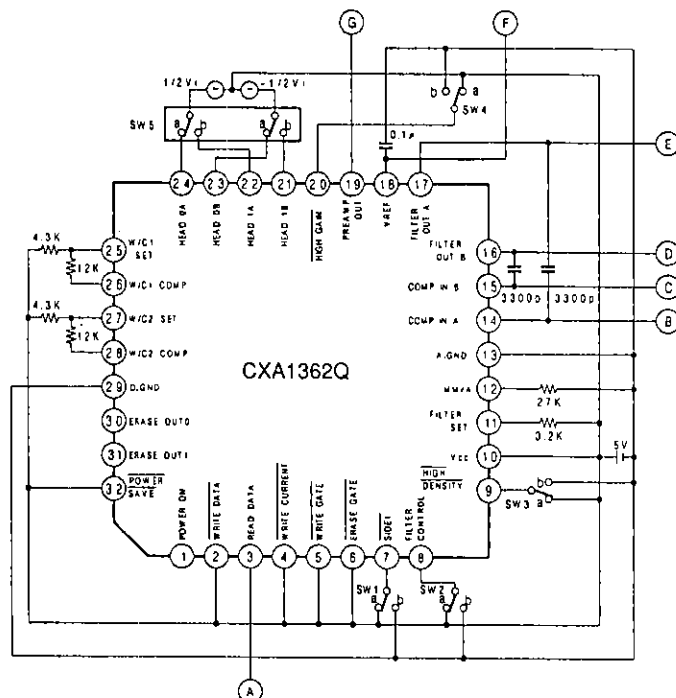 G
F
1/2Vi
-1/2Vi
b
a
SW4
SW5
a
b
a
b
0.1μ
E
24
23
22
21
20
19
18
17
HEAD 0A
HEAD 0B
HEAD 1A
HEAD 1B
HIGH GAIN
PREAMP OUT
VREF
FILTER OUT A
4.3K
25
W/C1 SET
12K
26
W/C1 COMP
4.3K
27
W/C2 SET
12K
28
W/C2 COMP
29
D.GND
30
ERASE OUT0
31
ERASE OUT1
32
POWER SAVE
CXA1362Q
FILTER OUT B
16
D
COMP IN B
15
C
3300p
3300p
COMP IN A
14
B
A.GND
13
MMVA
12
27K
FILTER SET
11
3.2K
VCC
10
5V
HIGH DENSITY
9
b
a
SW3
POWER ON
WRITE DATA
READ DATA
WRITE CURRENT
WRITE GATE
ERASE GATE
SIDE1
FILTER CONTROL
1
2
3
4
5
6
7
8
SW1
a
b
SW2
a
b
A